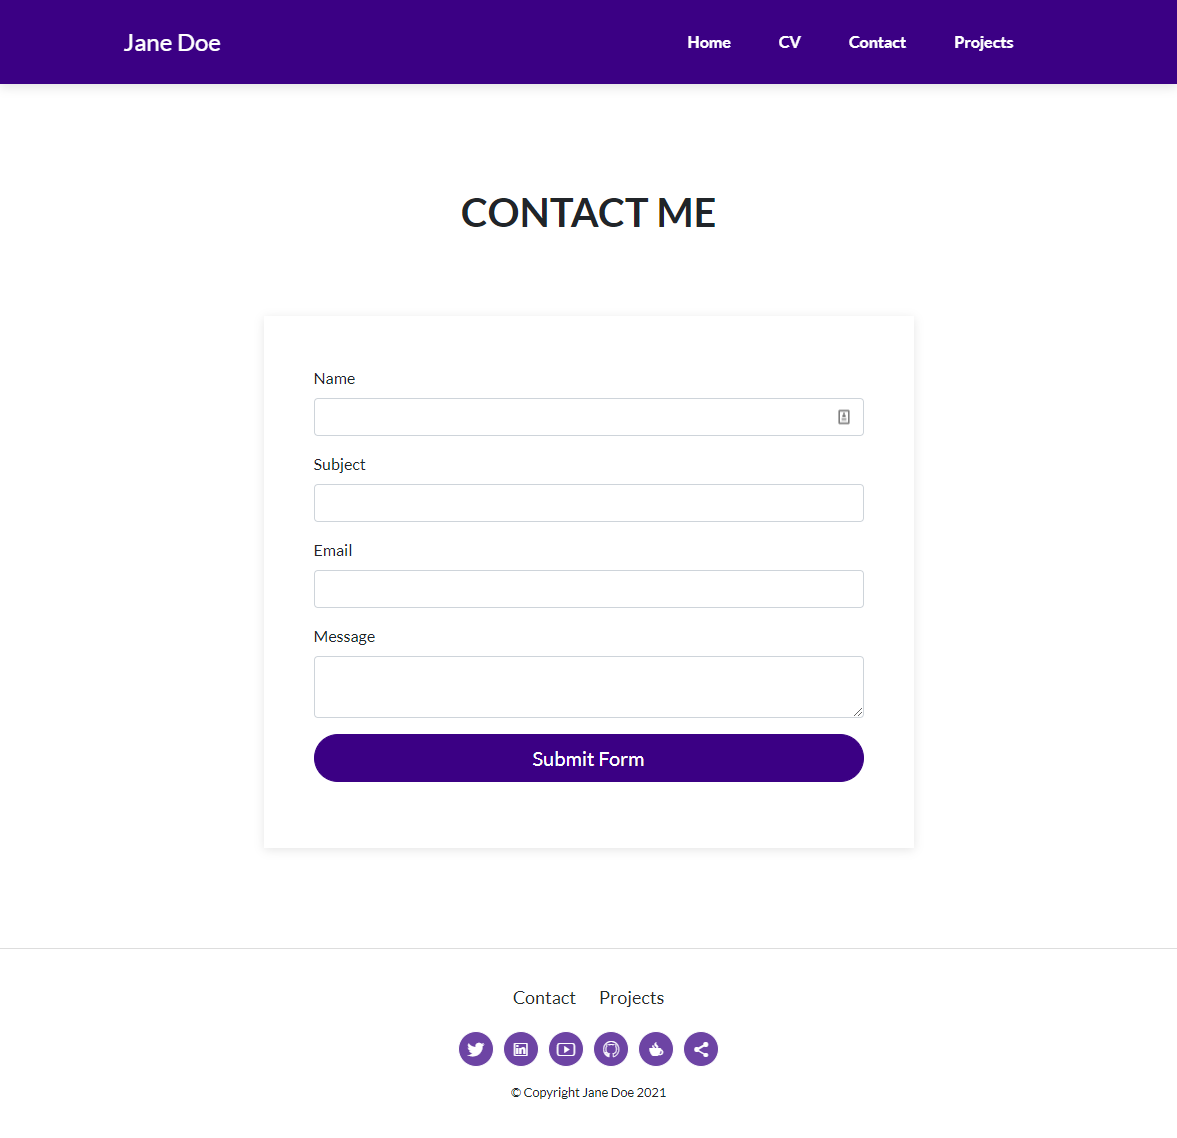 Jane Doe Home CV Contact Projects
CONTACT ME
Name
Subject
Email
Message
Submit Form
Contact Projects
© Copyright Jane Doe 2021